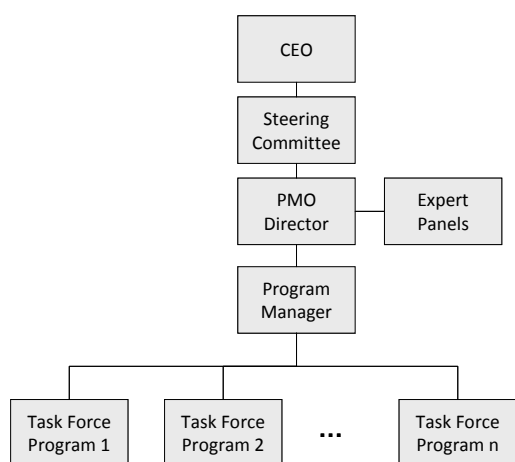 CEO
Steering
Committee
PMO
Director
Expert
Panels
Program
Manager
Task Force
Program 1
Task Force
Program 2
...
Task Force
Program n